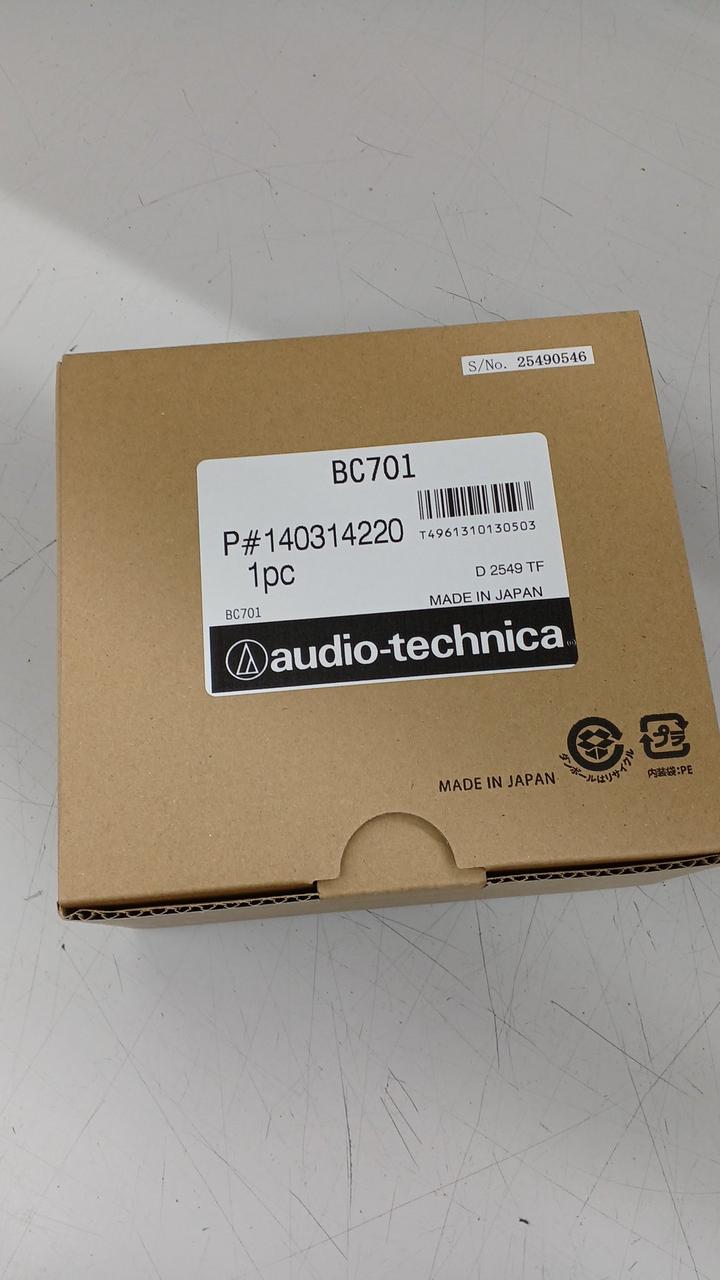 S/No. 25490546
BC701
P#140314220
T4961310130503
1pc
D 2549 TF
MADE IN JAPAN
BC701
audio-technica
MADE IN JAPAN
ダンボールはリサイクル
プラ
内装袋:PE